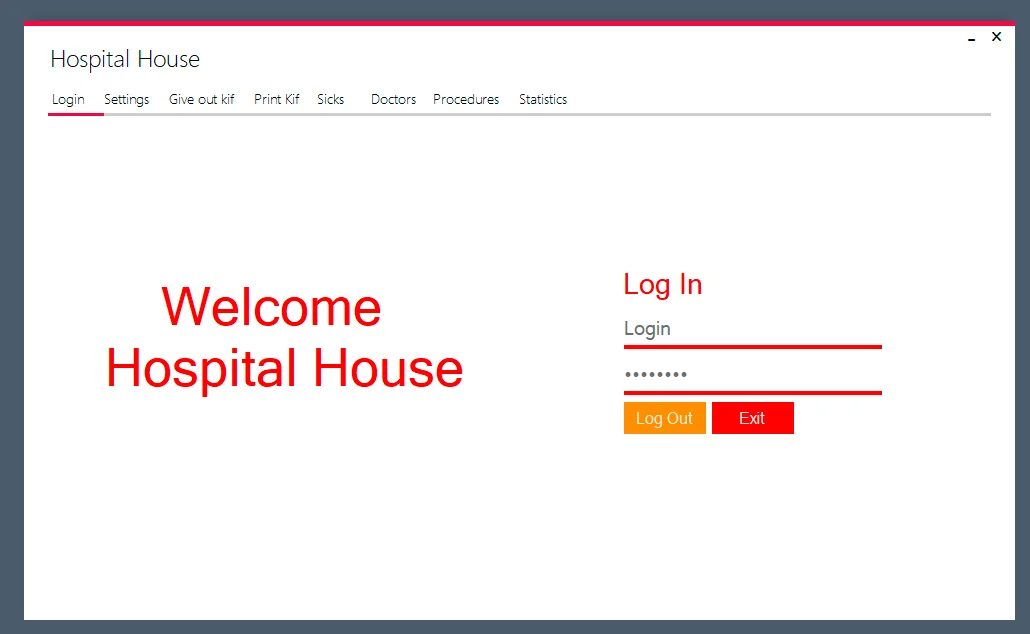 Hospital House
Login Settings Give out kif Print Kif Sicks Doctors Procedures Statistics
Welcome
Hospital House
Log In
Login
••••••••
Log Out Exit